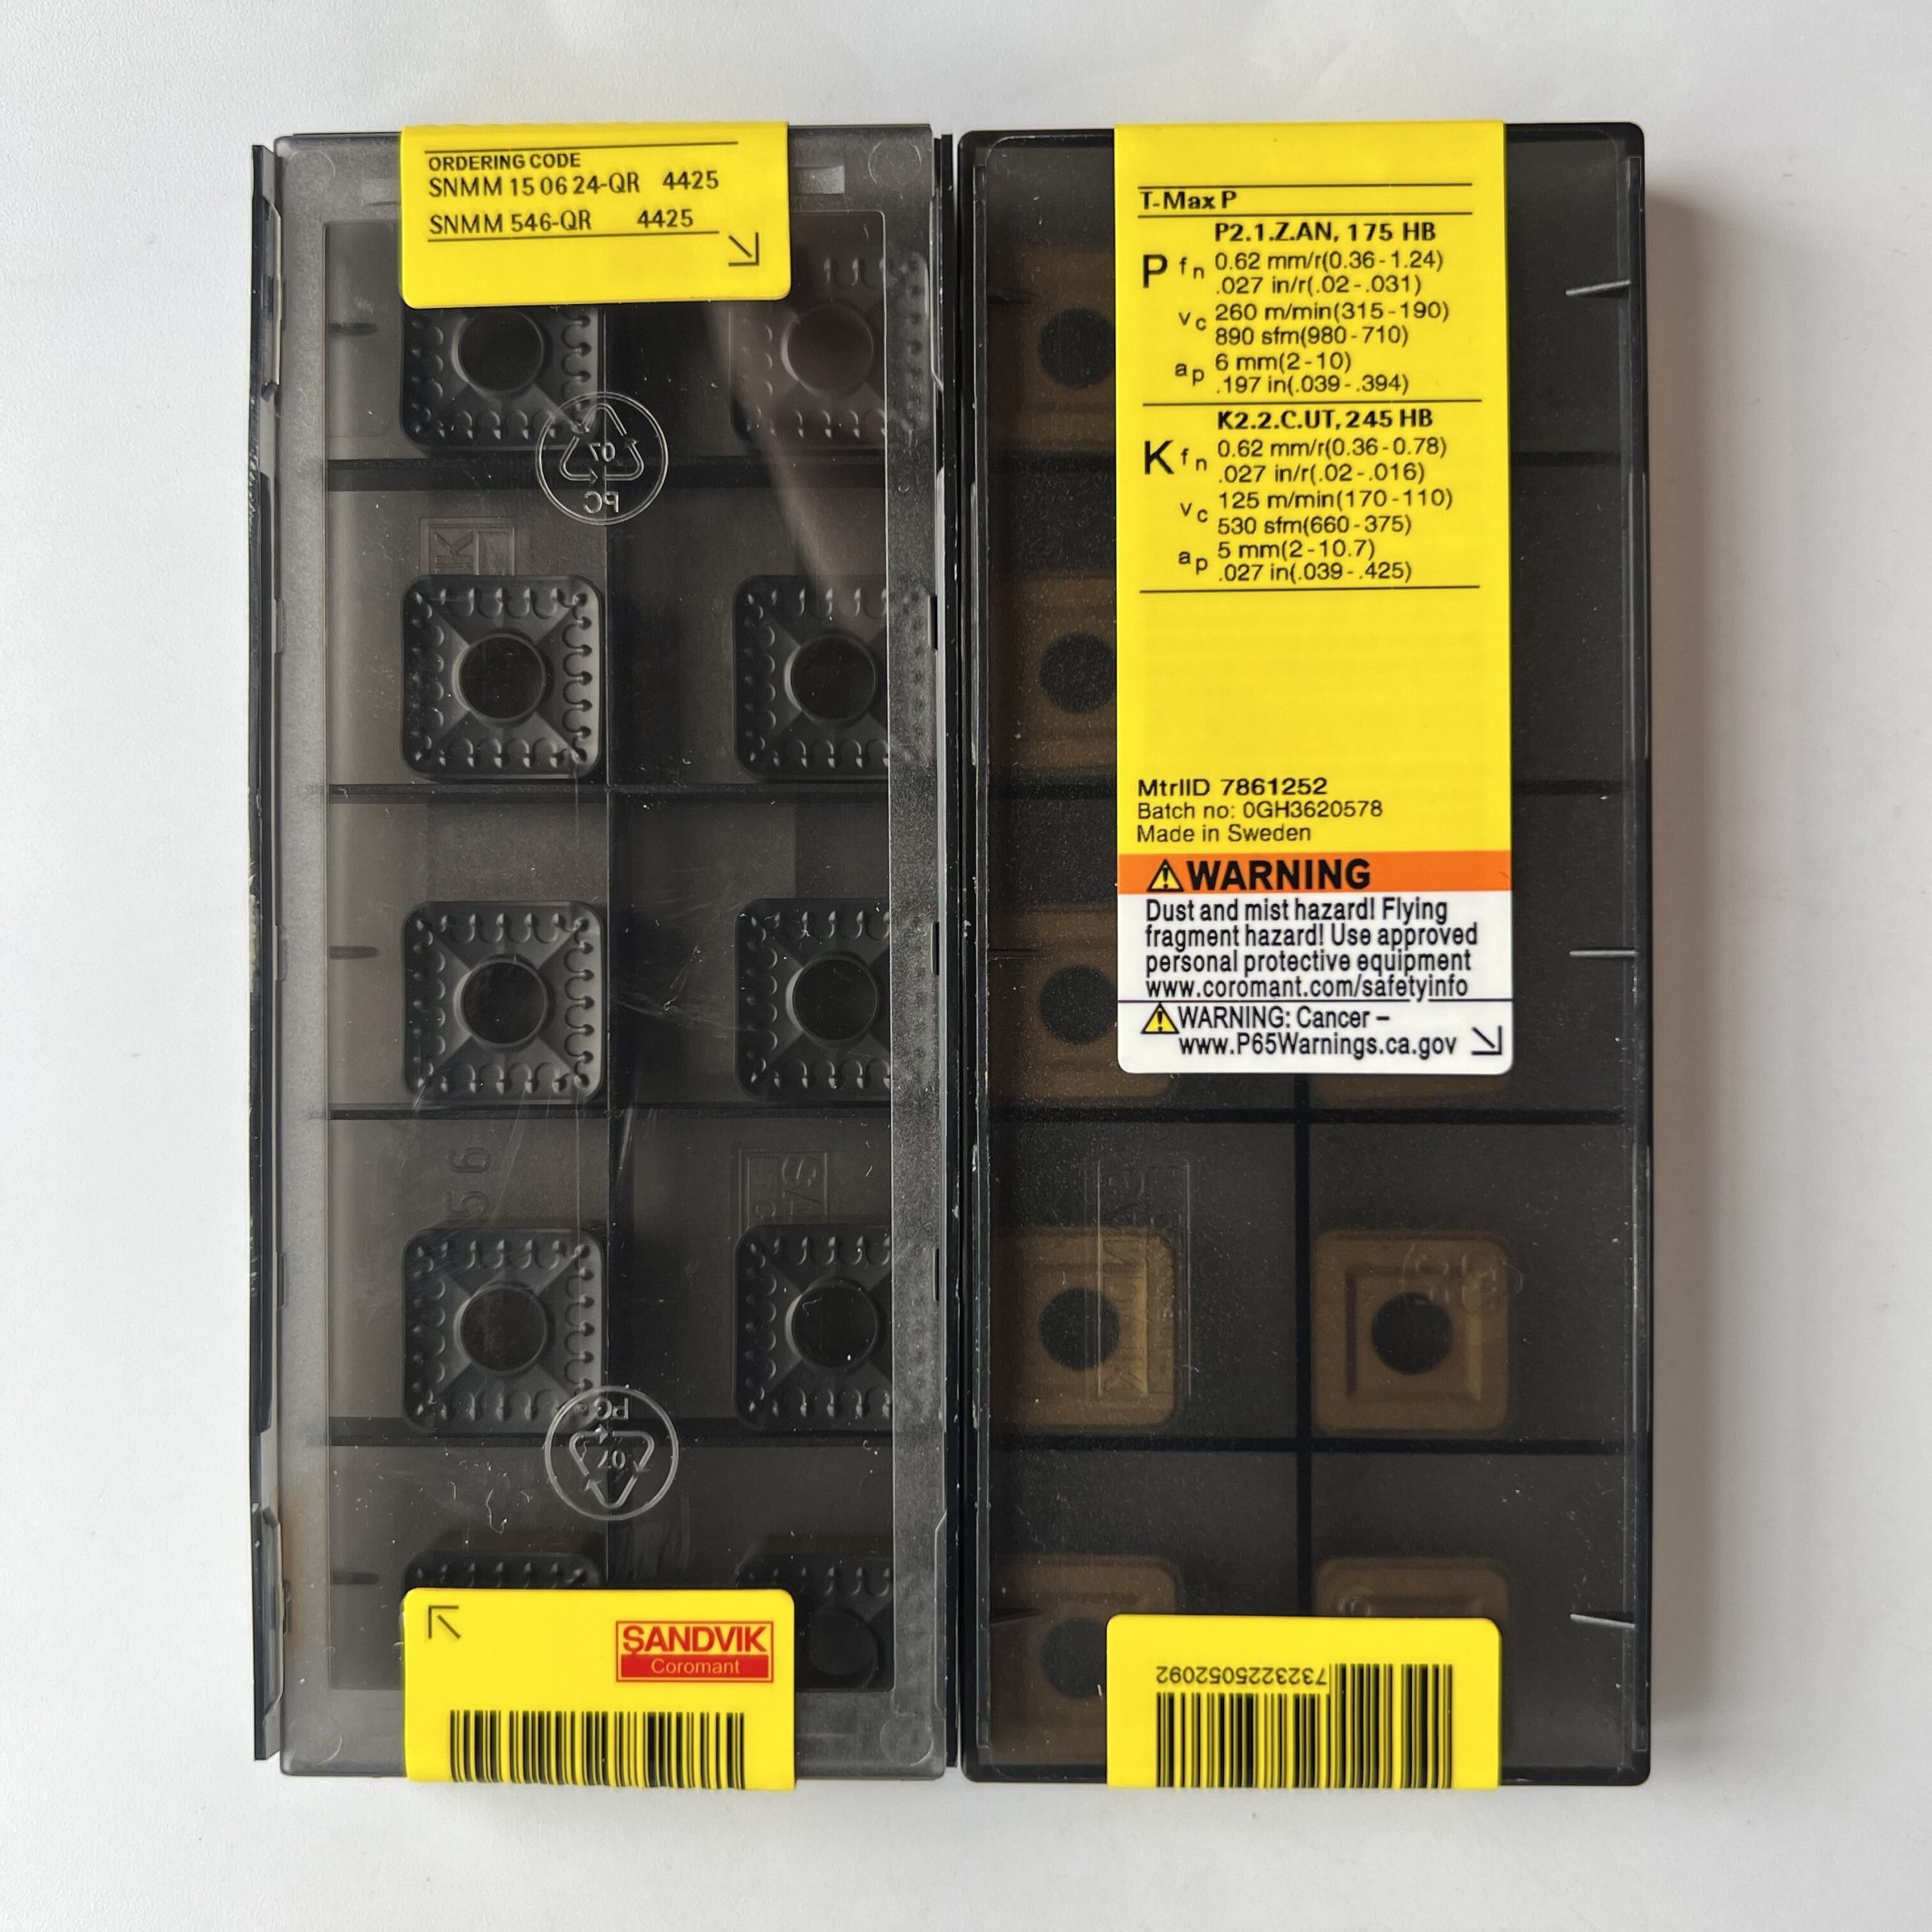 ORDERING CODE
SNMM 15 06 24-QR 4425
SNMM 546-QR 4425
07
PC
56
PC
07
SANDVIK
Coromant
T-Max P
P2.1.Z.AN, 175 HB
P fn 0.62 mm/r(0.36-1.24)
.027 in/r(.02-.031)
vc 260 m/min(315-190)
890 sfm(980-710)
ap 6 mm(2-10)
.197 in(.039-.394)
K2.2.C.UT, 245 HB
K fn 0.62 mm/r(0.36-0.78)
.027 in/r(.02-.016)
vc 125 m/min(170-110)
530 sfm(660-375)
ap 5 mm(2-10.7)
.027 in(.039-.425)
MtrlID 7861252
Batch no: 0GH3620578
Made in Sweden
WARNING
Dust and mist hazard! Flying
fragment hazard! Use approved
personal protective equipment
www.coromant.com/safetyinfo
WARNING: Cancer –
www.P65Warnings.ca.gov
7323225052092